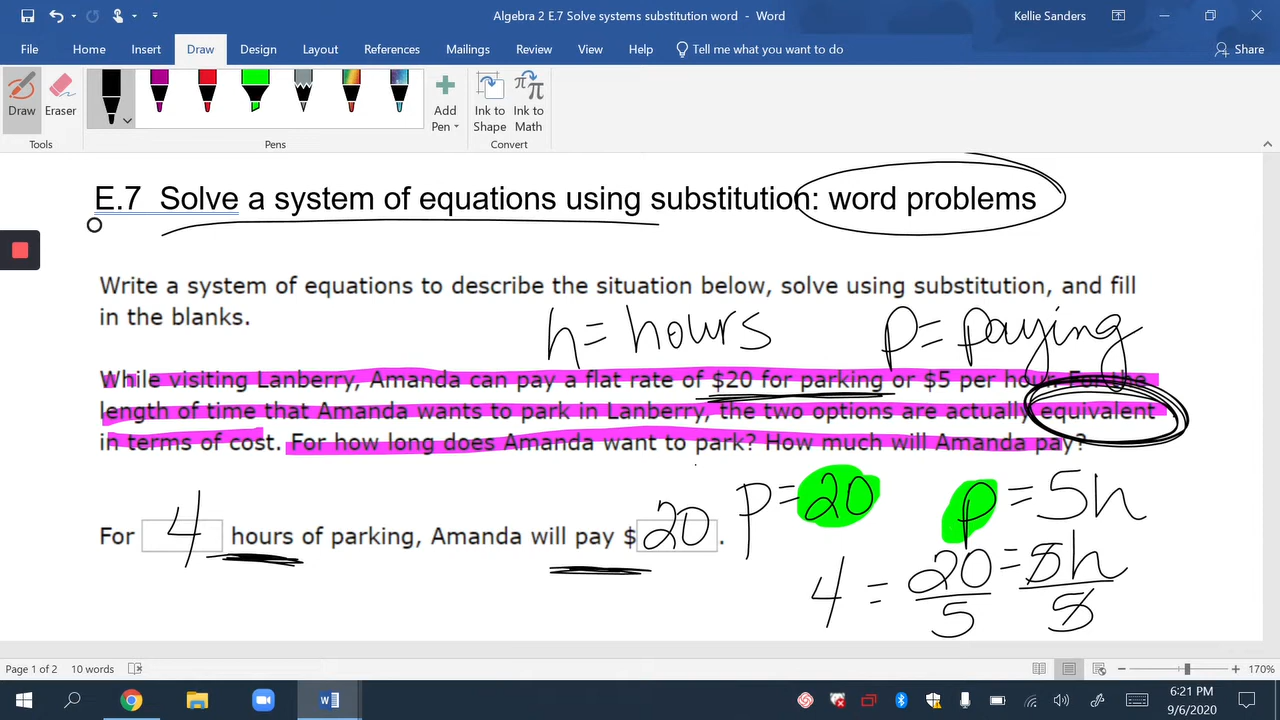 Algebra 2 E.7 Solve systems substitution word - Word
Kellie Sanders
File Home Insert Draw Design Layout References Mailings Review View Help Tell me what you want to do Share
Draw Eraser Add Pen Ink to Shape Ink to Math
Tools Pens Convert
E.7 Solve a system of equations using substitution: word problems
Write a system of equations to describe the situation below, solve using substitution, and fill
in the blanks.
h = hours p = paying
While visiting Lanberry, Amanda can pay a flat rate of $20 for parking or $5 per hour. For the
length of time that Amanda wants to park in Lanberry, the two options are actually equivalent
in terms of cost. For how long does Amanda want to park? How much will Amanda pay?
p = 20 p = 5h
For 4 hours of parking, Amanda will pay $ 20.
4 = 20/5 = 5h/5
Page 1 of 2 10 words 170%
6:21 PM
9/6/2020